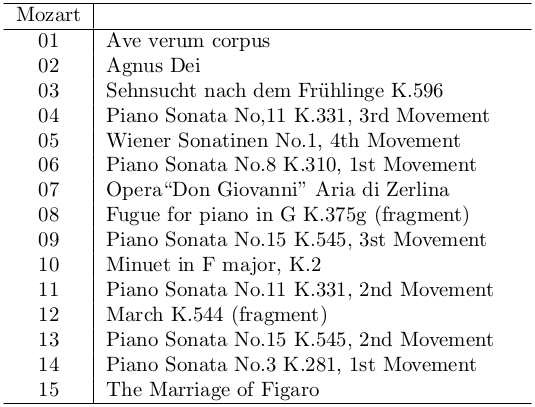 Mozart
01 Ave verum corpus
02 Agnus Dei
03 Sehnsucht nach dem Frühlinge K.596
04 Piano Sonata No,11 K.331, 3rd Movement
05 Wiener Sonatinen No.1, 4th Movement
06 Piano Sonata No.8 K.310, 1st Movement
07 Opera“Don Giovanni” Aria di Zerlina
08 Fugue for piano in G K.375g (fragment)
09 Piano Sonata No.15 K.545, 3st Movement
10 Minuet in F major, K.2
11 Piano Sonata No.11 K.331, 2nd Movement
12 March K.544 (fragment)
13 Piano Sonata No.15 K.545, 2nd Movement
14 Piano Sonata No.3 K.281, 1st Movement
15 The Marriage of Figaro